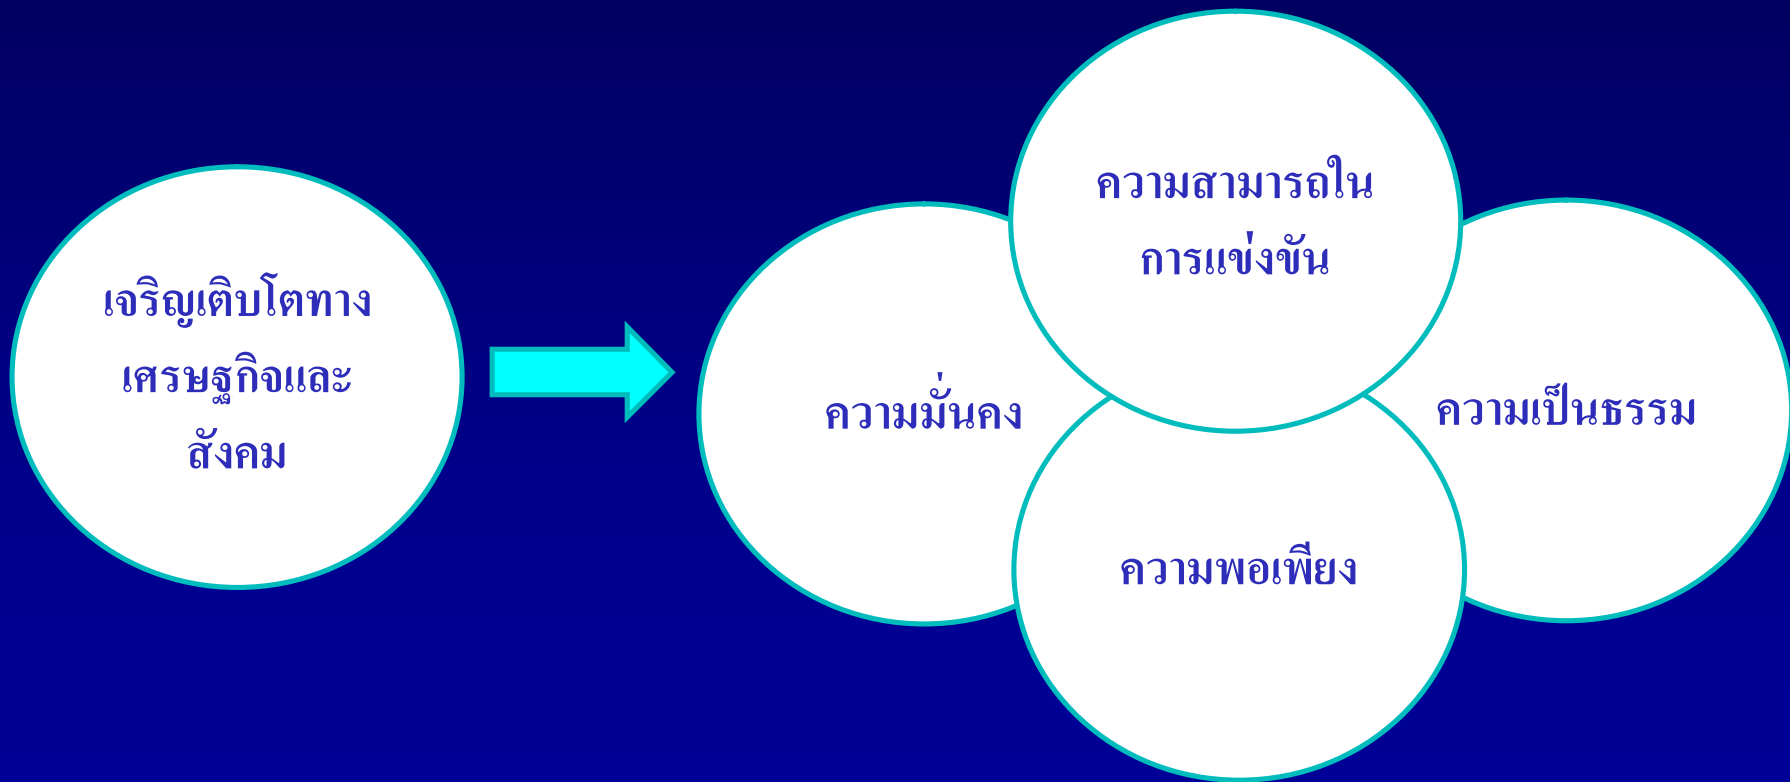 เจริญเติบโตทาง
เศรษฐกิจและ
สังคม
ความมั่นคง
ความสามารถใน
การแข่งขัน
ความเป็นธรรม
ความพอเพียง